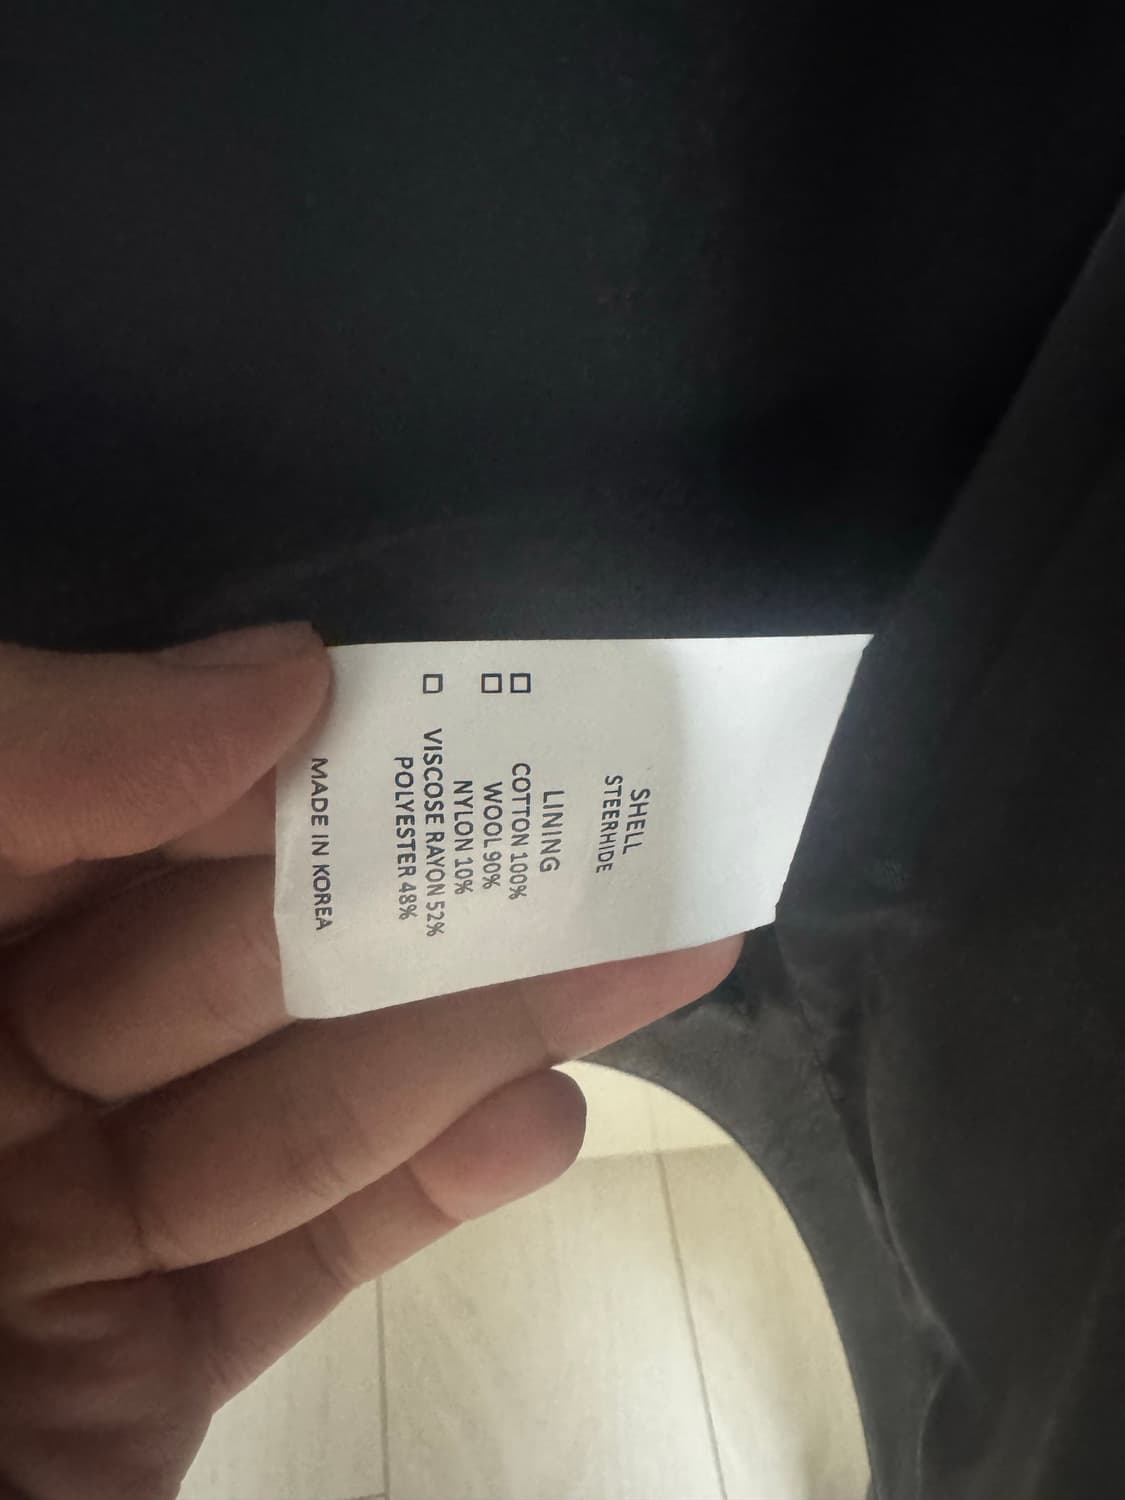 SHELL
STEERHIDE
LINING
☐ COTTON 100%
☐ WOOL 90%
NYLON 10%
☐ VISCOSE RAYON 52%
POLYESTER 48%
MADE IN KOREA